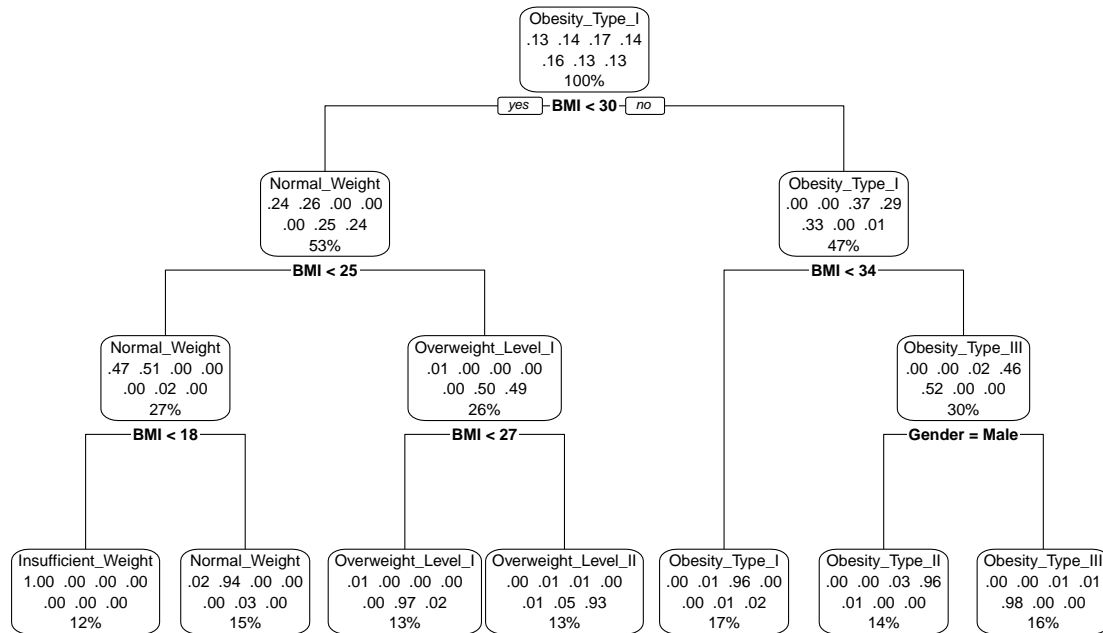 Obesity_Type_I
.13 .14 .17 .14
.16 .13 .13
100%
yes BMI < 30 no
Normal_Weight
.24 .26 .00 .00
.00 .25 .24
53%
Obesity_Type_I
.00 .00 .37 .29
.33 .00 .01
47%
BMI < 25
BMI < 34
Normal_Weight
.47 .51 .00 .00
.00 .02 .00
27%
Overweight_Level_I
.01 .00 .00 .00
.00 .50 .49
26%
Obesity_Type_III
.00 .00 .02 .46
.52 .00 .00
30%
BMI < 18
BMI < 27
Gender = Male
Insufficient_Weight
1.00 .00 .00 .00
.00 .00 .00
12%
Normal_Weight
.02 .94 .00 .00
.00 .03 .00
15%
Overweight_Level_I
.01 .00 .00 .00
.00 .97 .02
13%
Overweight_Level_II
.00 .01 .01 .00
.01 .05 .93
13%
Obesity_Type_I
.00 .01 .96 .00
.00 .01 .02
17%
Obesity_Type_II
.00 .00 .03 .96
.01 .00 .00
14%
Obesity_Type_III
.00 .00 .01 .01
.98 .00 .00
16%